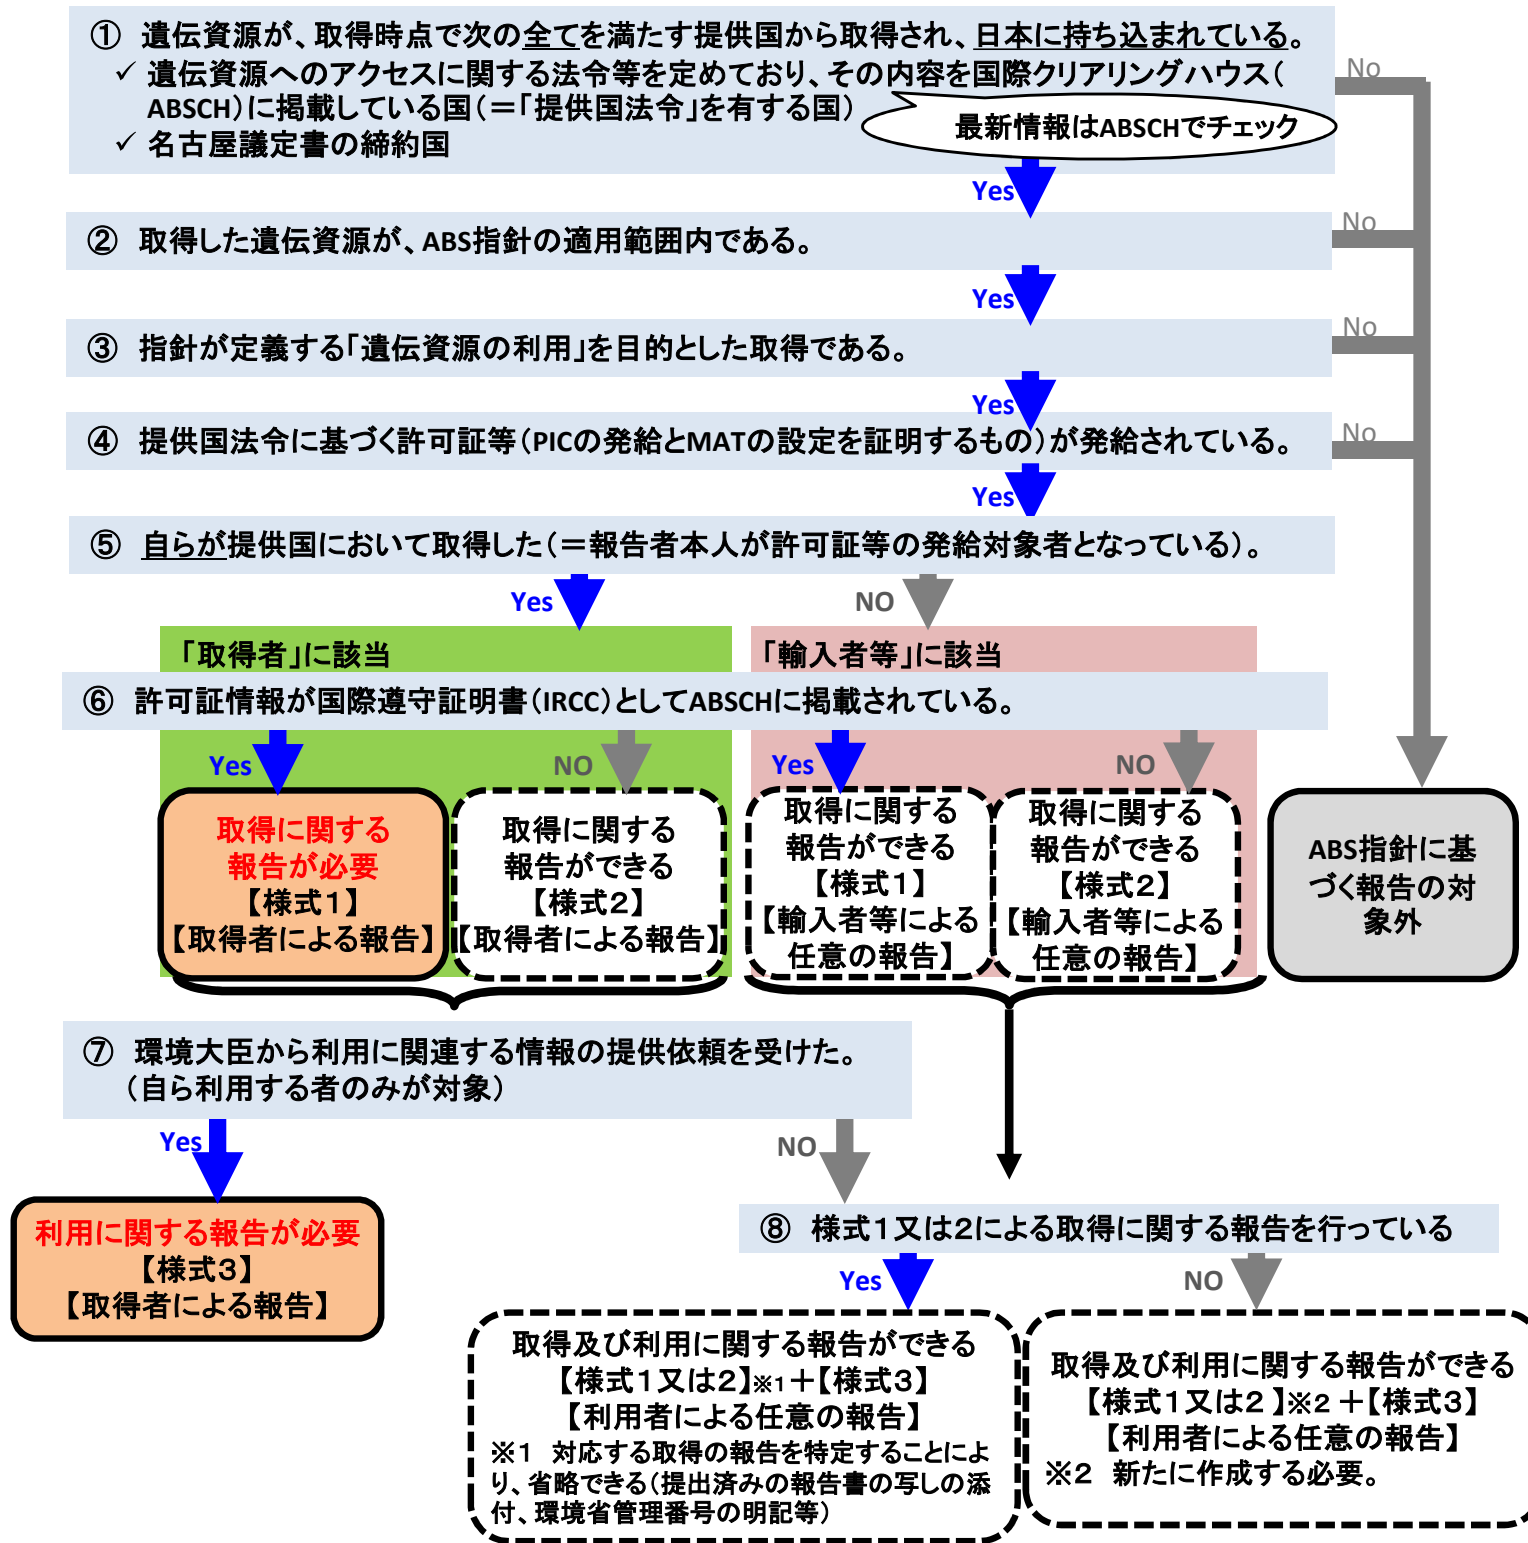 ① 遺伝資源が、取得時点で次の全てを満たす提供国から取得され、日本に持ち込まれている。
✓ 遺伝資源へのアクセスに関する法令等を定めており、その内容を国際クリアリングハウス(
ABSCH)に掲載している国(=「提供国法令」を有する国)
✓ 名古屋議定書の締約国
最新情報はABSCHでチェック
No
Yes
② 取得した遺伝資源が、ABS指針の適用範囲内である。
No
Yes
③ 指針が定義する「遺伝資源の利用」を目的とした取得である。
No
Yes
④ 提供国法令に基づく許可証等(PICの発給とMATの設定を証明するもの)が発給されている。
No
Yes
⑤ 自らが提供国において取得した(=報告者本人が許可証等の発給対象者となっている)。
Yes
NO
「取得者」に該当
「輸入者等」に該当
⑥ 許可証情報が国際遵守証明書(IRCC)としてABSCHに掲載されている。
Yes
NO
Yes
NO
取得に関する
報告が必要
【様式1】
【取得者による報告】
取得に関する
報告ができる
【様式2】
【取得者による報告】
取得に関する
報告ができる
【様式1】
【輸入者等による
任意の報告】
取得に関する
報告ができる
【様式2】
【輸入者等による
任意の報告】
ABS指針に基
づく報告の対
象外
⑦ 環境大臣から利用に関連する情報の提供依頼を受けた。
(自ら利用する者のみが対象)
Yes
NO
利用に関する報告が必要
【様式3】
【取得者による報告】
⑧ 様式1又は2による取得に関する報告を行っている
Yes
NO
取得及び利用に関する報告ができる
【様式1又は2】※1+【様式3】
【利用者による任意の報告】
※1 対応する取得の報告を特定することによ
り、省略できる(提出済みの報告書の写しの添
付、環境省管理番号の明記等)
取得及び利用に関する報告ができる
【様式1又は2 】※2 +【様式3】
【利用者による任意の報告】
※2 新たに作成する必要。